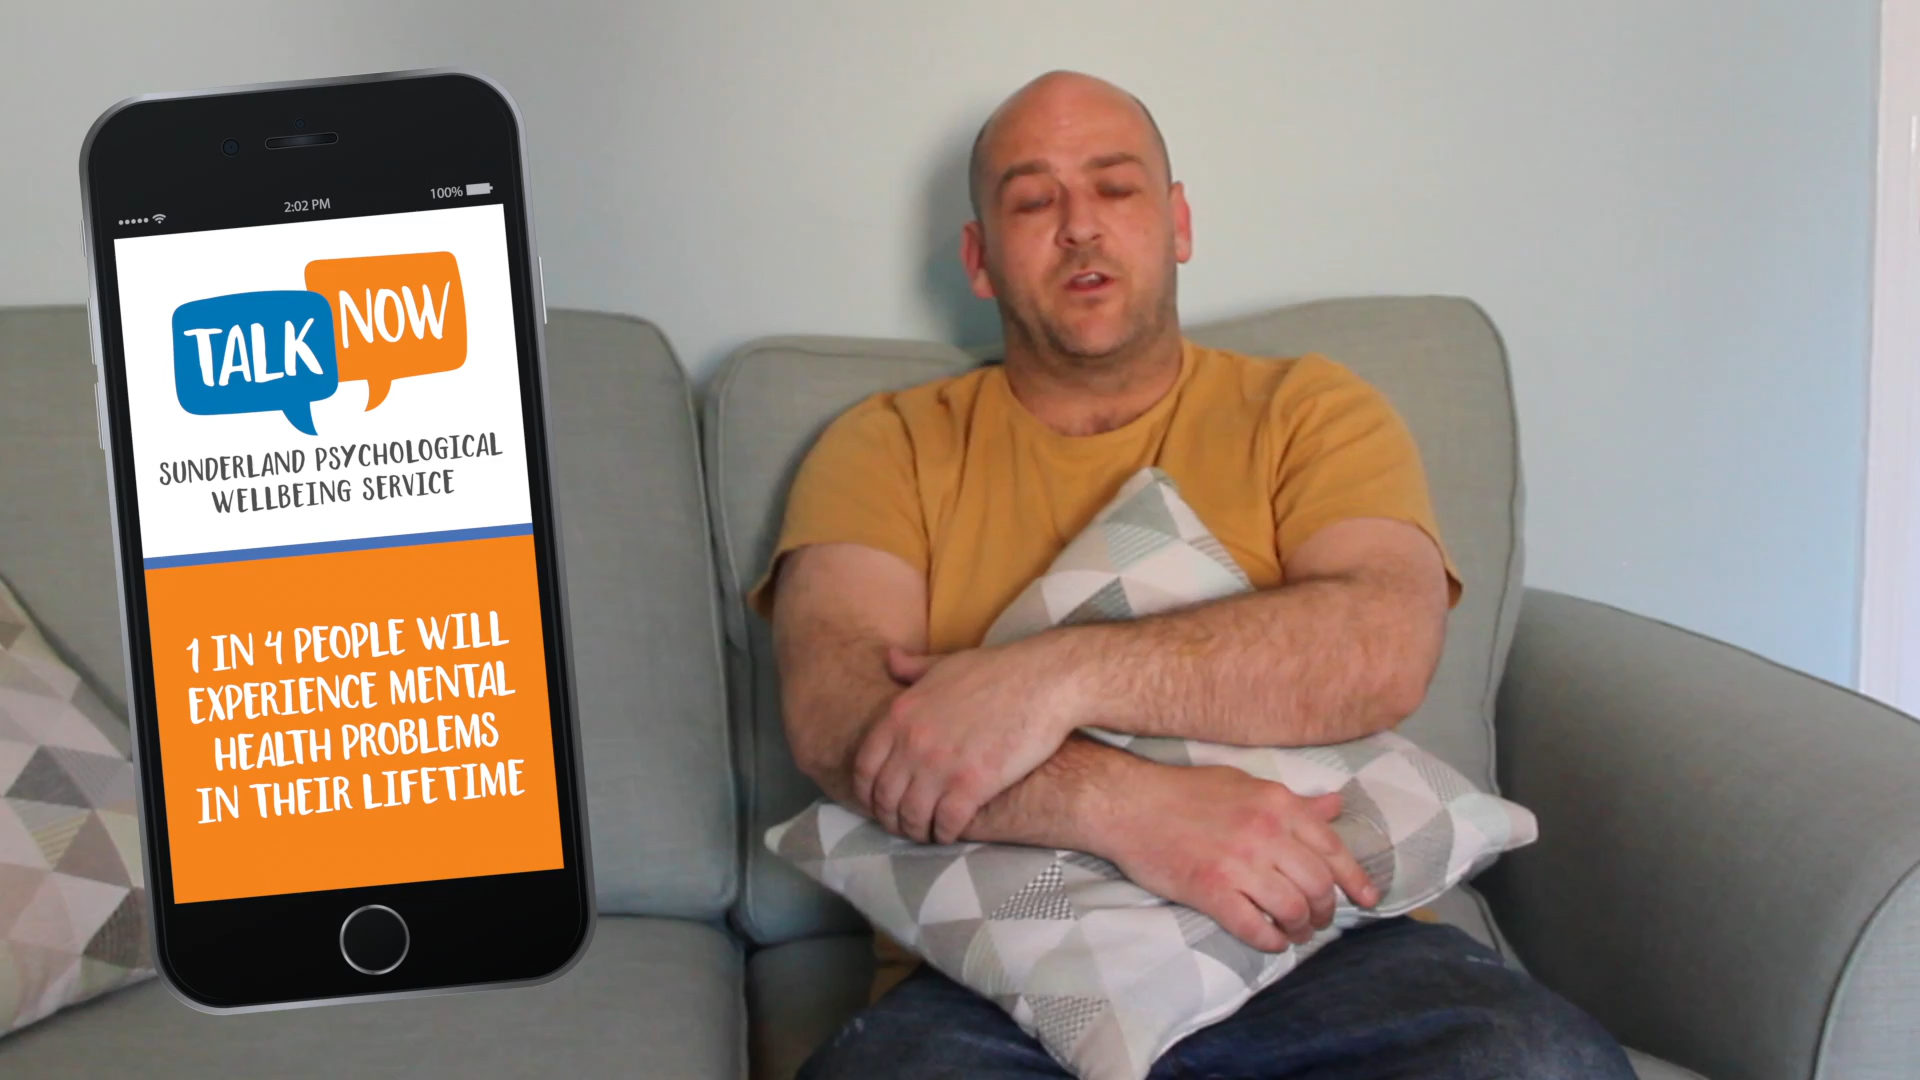 2:02 PM
100%
TALK NOW
SUNDERLAND PSYCHOLOGICAL
WELLBEING SERVICE
1 IN 4 PEOPLE WILL
EXPERIENCE MENTAL
HEALTH PROBLEMS
IN THEIR LIFETIME